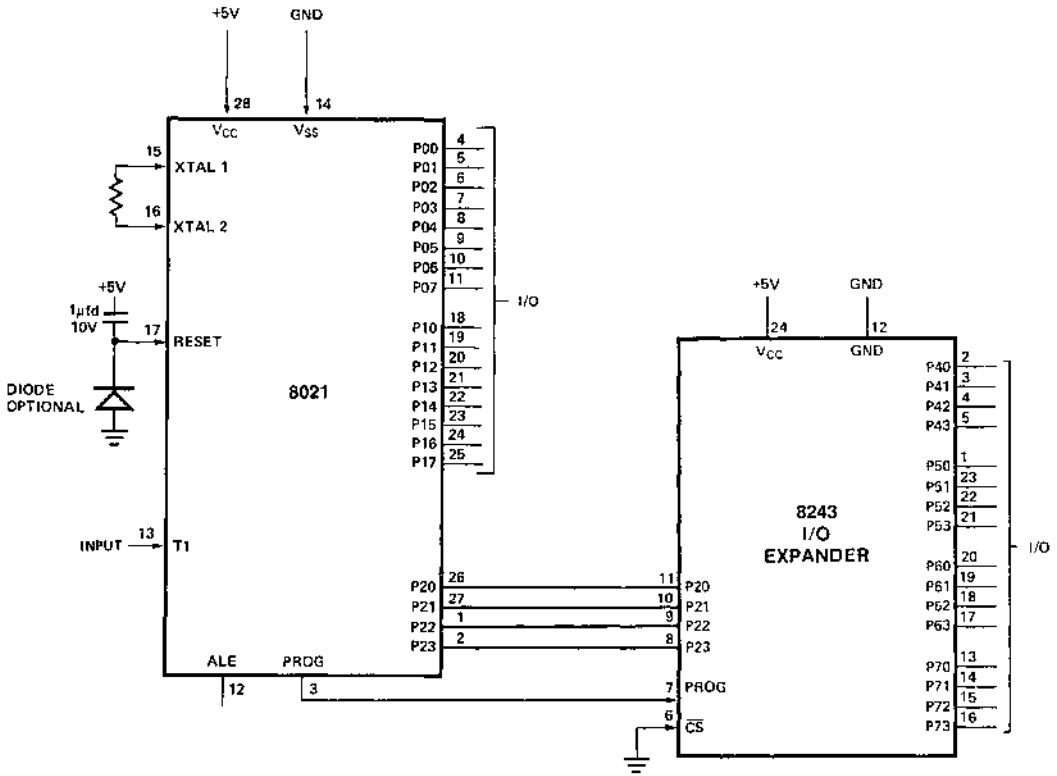 +5V GND
28 14
VCC VSS
15 XTAL 1
16 XTAL 2
+5V
1µfd
10V
17 RESET
DIODE
OPTIONAL
8021
INPUT 13 T1
P00 4
P01 5
P02 6
P03 7
P04 8
P05 9
P06 10
P07 11
I/O
P10 18
P11 19
P12 20
P13 21
P14 22
P15 23
P16 24
P17 25
P20 26
P21 27
P22 1
P23 2
ALE PROG
12 3
+5V GND
24 12
VCC GND
8243
I/O
EXPANDER
11 P20
10 P21
9 P22
8 P23
7 PROG
6 CS
P40 2
P41 3
P42 4
P43 5
P50 1
P51 23
P52 22
P53 21
P60 20
P61 19
P62 18
P63 17
P70 13
P71 14
P72 15
P73 16
I/O